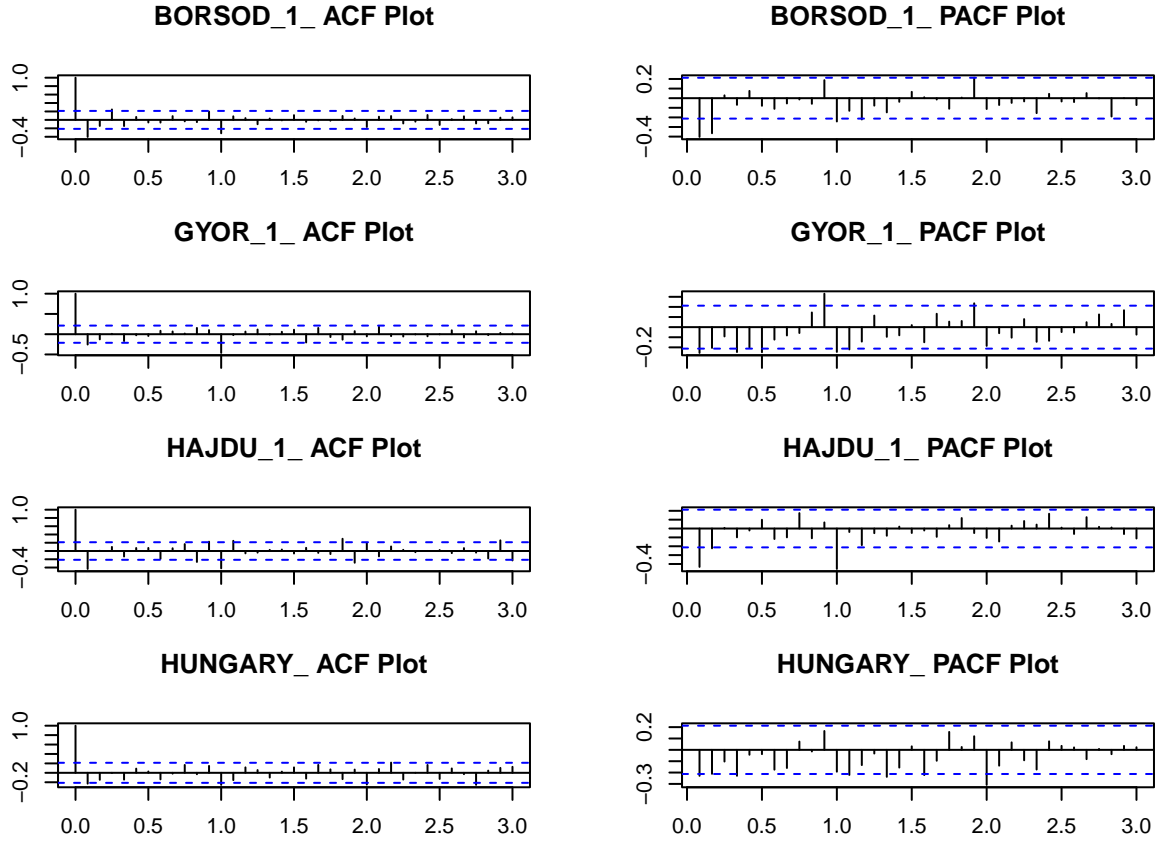 BORSOD_1_ ACF Plot
1.0
−0.4
0.0 0.5 1.0 1.5 2.0 2.5 3.0
BORSOD_1_ PACF Plot
0.2
−0.4
0.0 0.5 1.0 1.5 2.0 2.5 3.0
GYOR_1_ ACF Plot
1.0
−0.5
0.0 0.5 1.0 1.5 2.0 2.5 3.0
GYOR_1_ PACF Plot
−0.2
0.0 0.5 1.0 1.5 2.0 2.5 3.0
HAJDU_1_ ACF Plot
1.0
−0.4
0.0 0.5 1.0 1.5 2.0 2.5 3.0
HAJDU_1_ PACF Plot
−0.4
0.0 0.5 1.0 1.5 2.0 2.5 3.0
HUNGARY_ ACF Plot
1.0
−0.2
0.0 0.5 1.0 1.5 2.0 2.5 3.0
HUNGARY_ PACF Plot
0.2
−0.3
0.0 0.5 1.0 1.5 2.0 2.5 3.0